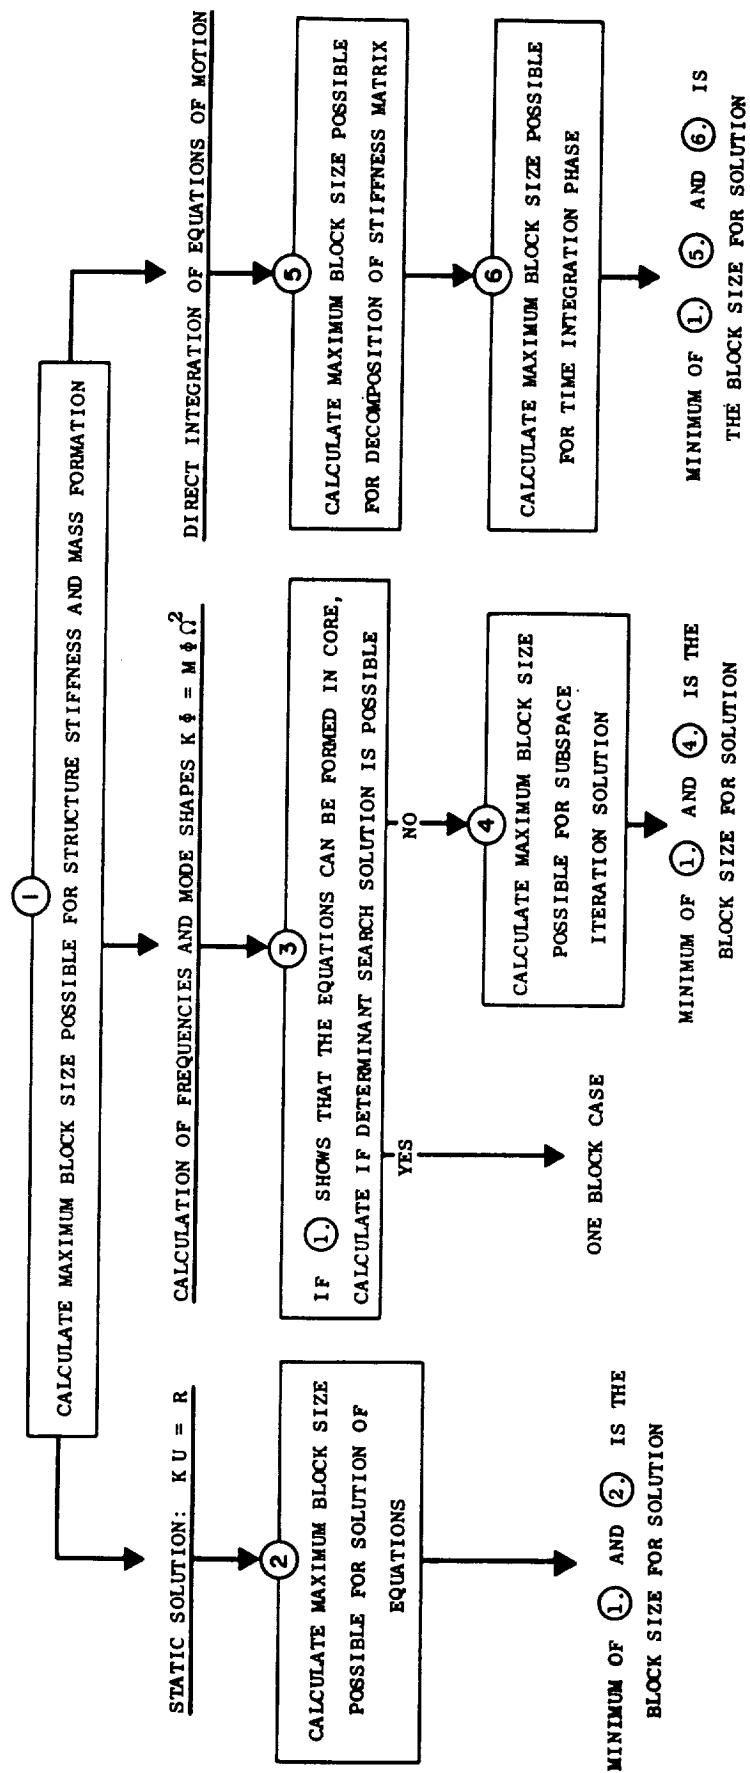 1
CALCULATE MAXIMUM BLOCK SIZE POSSIBLE FOR STRUCTURE STIFFNESS AND MASS FORMATION
STATIC SOLUTION: K U = R
2
CALCULATE MAXIMUM BLOCK SIZE
POSSIBLE FOR SOLUTION OF
EQUATIONS
MINIMUM OF 1. AND 2. IS THE
BLOCK SIZE FOR SOLUTION
CALCULATION OF FREQUENCIES AND MODE SHAPES K Φ = M Φ Ω²
3
IF 1. SHOWS THAT THE EQUATIONS CAN BE FORMED IN CORE,
CALCULATE IF DETERMINANT SEARCH SOLUTION IS POSSIBLE
YES
ONE BLOCK CASE
NO
4
CALCULATE MAXIMUM BLOCK SIZE
POSSIBLE FOR SUBSPACE
ITERATION SOLUTION
MINIMUM OF 1. AND 4. IS THE
BLOCK SIZE FOR SOLUTION
DIRECT INTEGRATION OF EQUATIONS OF MOTION
5
CALCULATE MAXIMUM BLOCK SIZE POSSIBLE
FOR DECOMPOSITION OF STIFFNESS MATRIX
6
CALCULATE MAXIMUM BLOCK SIZE POSSIBLE
FOR TIME INTEGRATION PHASE
MINIMUM OF 1. 5. AND 6. IS
THE BLOCK SIZE FOR SOLUTION